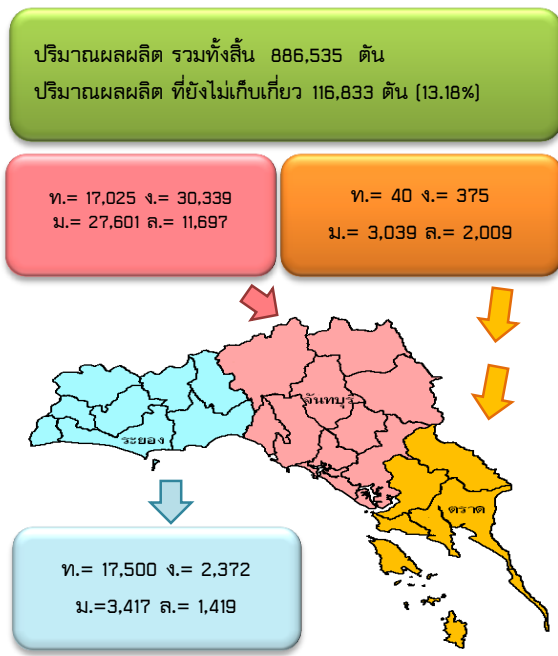 ปริมาณผลผลิต รวมทั้งสิ้น 886,535 ตัน
ปริมาณผลผลิต ที่ยังไม่เก็บเกี่ยว 116,833 ตัน (13.18%)
ท.= 17,025 ง.= 30,339
ม.= 27,601 ล.= 11,697
ท.= 40 ง.= 375
ม.= 3,039 ล.= 2,009
จันทบุรี
ระยอง
ตราด
ท.= 17,500 ง.= 2,372
ม.=3,417 ล.= 1,419